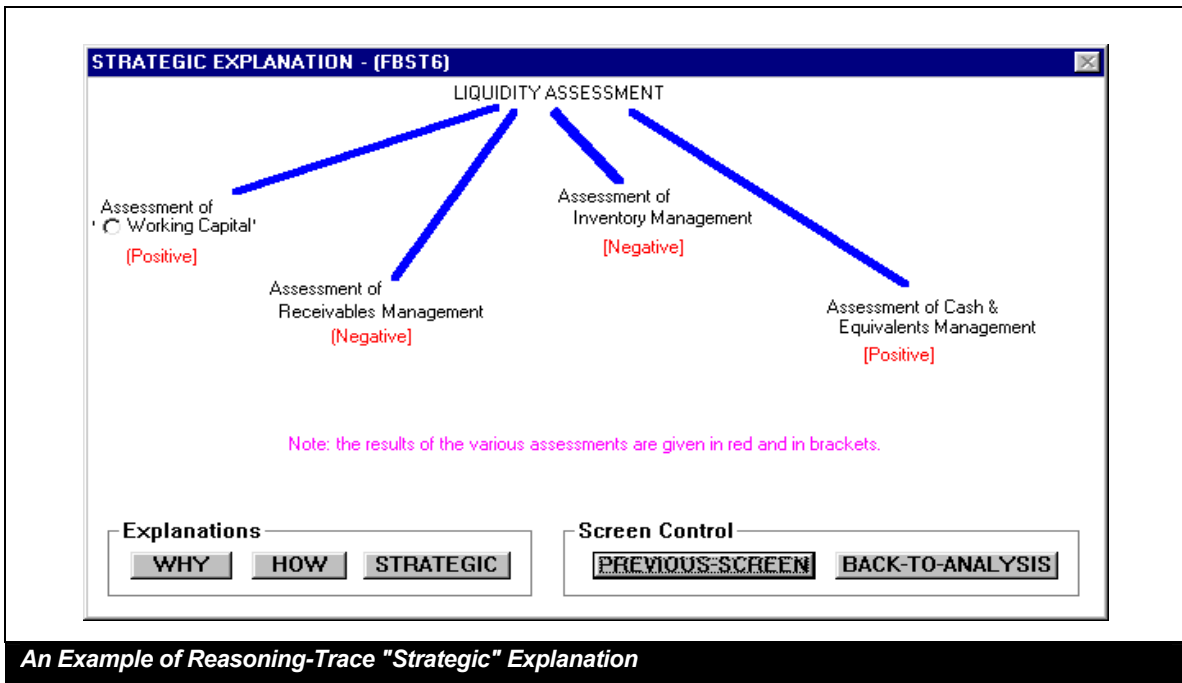 STRATEGIC EXPLANATION - (FBST6)
LIQUIDITY ASSESSMENT
Assessment of
' Working Capital'
[Positive]
Assessment of
Receivables Management
(Negative]
Assessment of
Inventory Management
[Negative]
Assessment of Cash &
Equivalents Management
[Positive]
Note: the results of the various assessments are given in red and in brackets.
Explanations
WHY HOW STRATEGIC
Screen Control
PREVIOUS-SCREEN BACK-TO-ANALYSIS
An Example of Reasoning-Trace "Strategic" Explanation